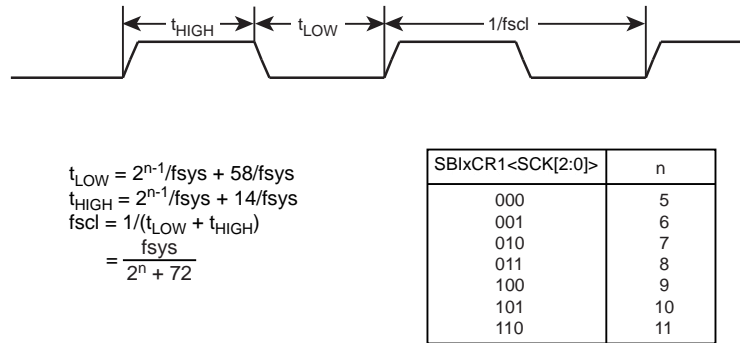 tHIGH tLOW 1/fscl
tLOW = 2n-1/fsys + 58/fsys
tHIGH = 2n-1/fsys + 14/fsys
fscl = 1/(tLOW + tHIGH)
= fsys
2n + 72
SBIxCR1<SCK[2:0]> n
000 5
001 6
010 7
011 8
100 9
101 10
110 11